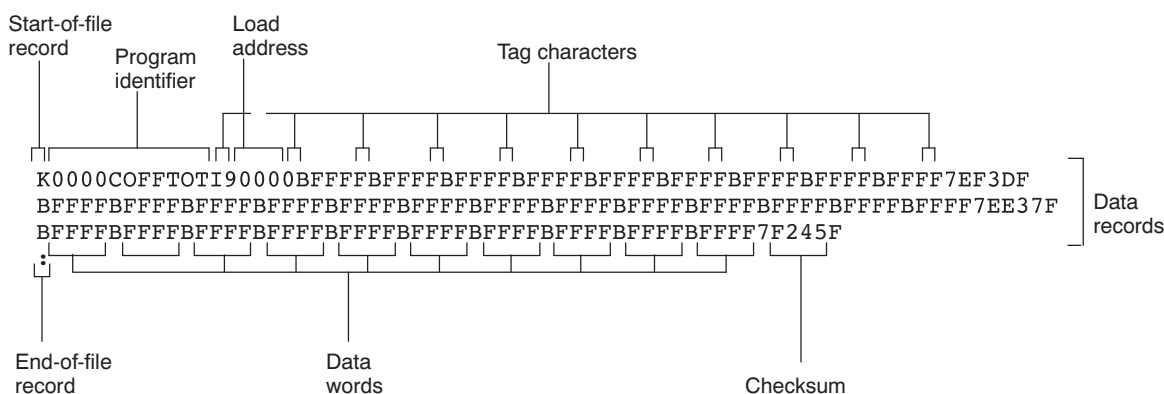 Start-of-file
record
Program
identifier
Load
address
Tag characters
K0000COFFTOTI90000BFFFFBFFFFBFFFFBFFFFBFFFFBFFFFBFFFFBFFFFBFFFF7EF3DF
BFFFFBFFFFBFFFFBFFFFBFFFFBFFFFBFFFFBFFFFBFFFFBFFFFBFFFFBFFFFBFFFF7EE37F
BFFFFBFFFFBFFFFBFFFFBFFFFBFFFFBFFFFBFFFFBFFFFBFFFF7F245F
:
Data
records
End-of-file
record
Data
words
Checksum